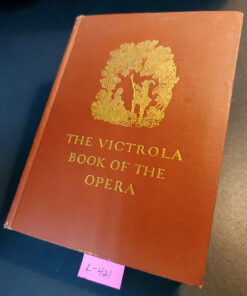 THE VICTROLA
BOOK OF THE
OPERA
L-421